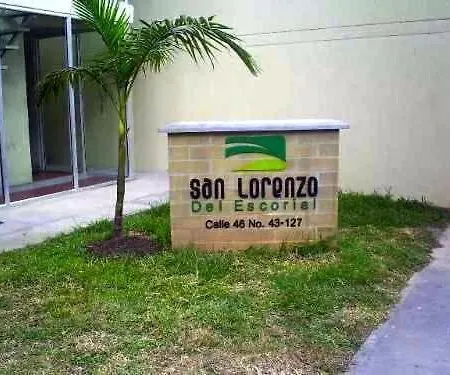 San Lorenzo
Del Escorial
Calle 46 No. 43-127